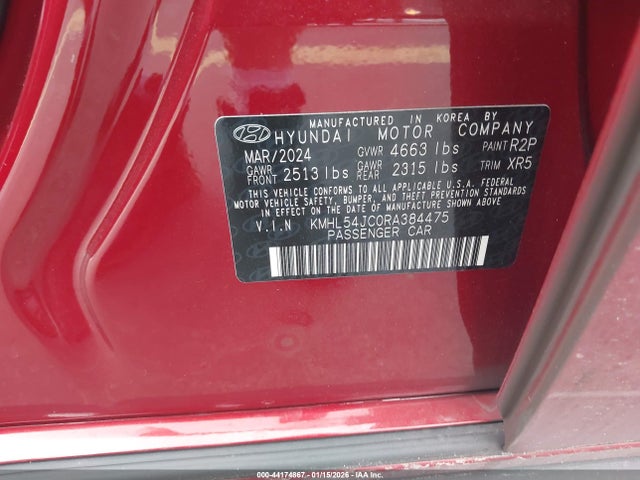 MANUFACTURED IN KOREA BY
HYUNDAI MOTOR COMPANY
MAR/2024 GVWR 4663 lbs PAINT R2P
GAWR FRONT 2513 lbs GAWR REAR 2315 lbs TRIM XR5
THIS VEHICLE CONFORMS TO ALL APPLICABLE U.S.A. FEDERAL
MOTOR VEHICLE SAFETY, BUMPER, AND THEFT PREVENTION STANDARDS
IN EFFECT ON THE DATE OF MANUFACTURE SHOWN ABOVE.
V.I.N KMHL54JC0RA384475
PASSENGER CAR
000-44174867 01/15/2026 IAA Inc.